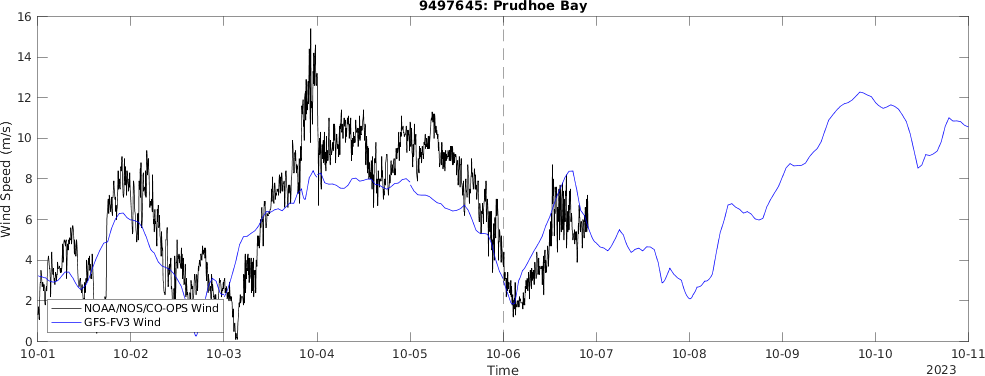 9497645: Prudhoe Bay
Wind Speed (m/s)
16
14
12
10
8
6
4
2
0
NOAA/NOS/CO-OPS Wind
GFS-FV3 Wind
10-01 10-02 10-03 10-04 10-05 10-06 10-07 10-08 10-09 10-10 10-11
Time
2023